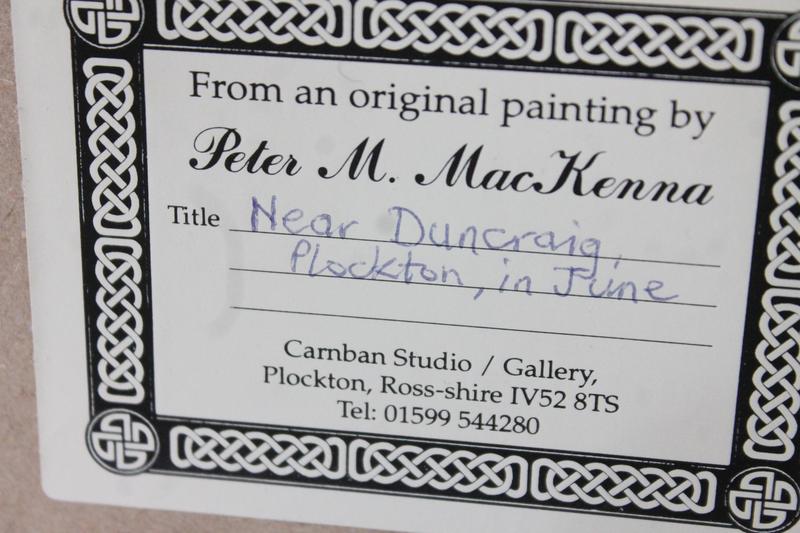 From an original painting by
Peter M. MacKenna
Title Near Duncraig,
Plockton, in June
Carnban Studio / Gallery,
Plockton, Ross-shire IV52 8TS
Tel: 01599 544280